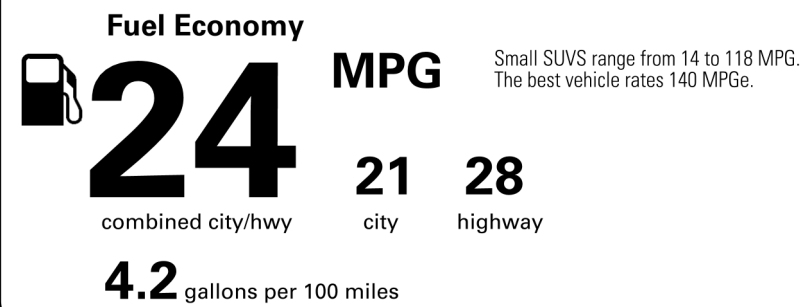 Fuel Economy
24
MPG
Small SUVS range from 14 to 118 MPG.
The best vehicle rates 140 MPGe.
21 28
combined city/hwy city highway
4.2 gallons per 100 miles